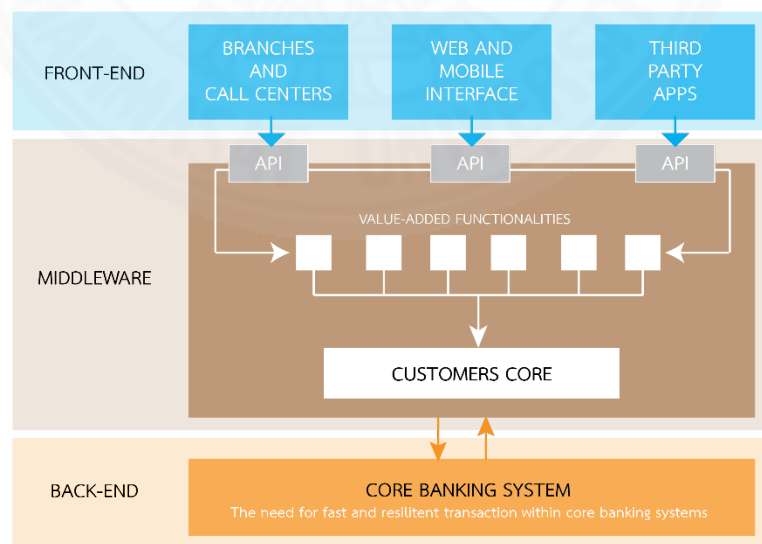 FRONT-END
BRANCHES
AND
CALL CENTERS
WEB AND
MOBILE
INTERFACE
THIRD
PARTY
APPS
API
API
API
MIDDLEWARE
VALUE-ADDED FUNCTIONALITIES
CUSTOMERS CORE
BACK-END
CORE BANKING SYSTEM
The need for fast and resilitent transaction within core banking systems